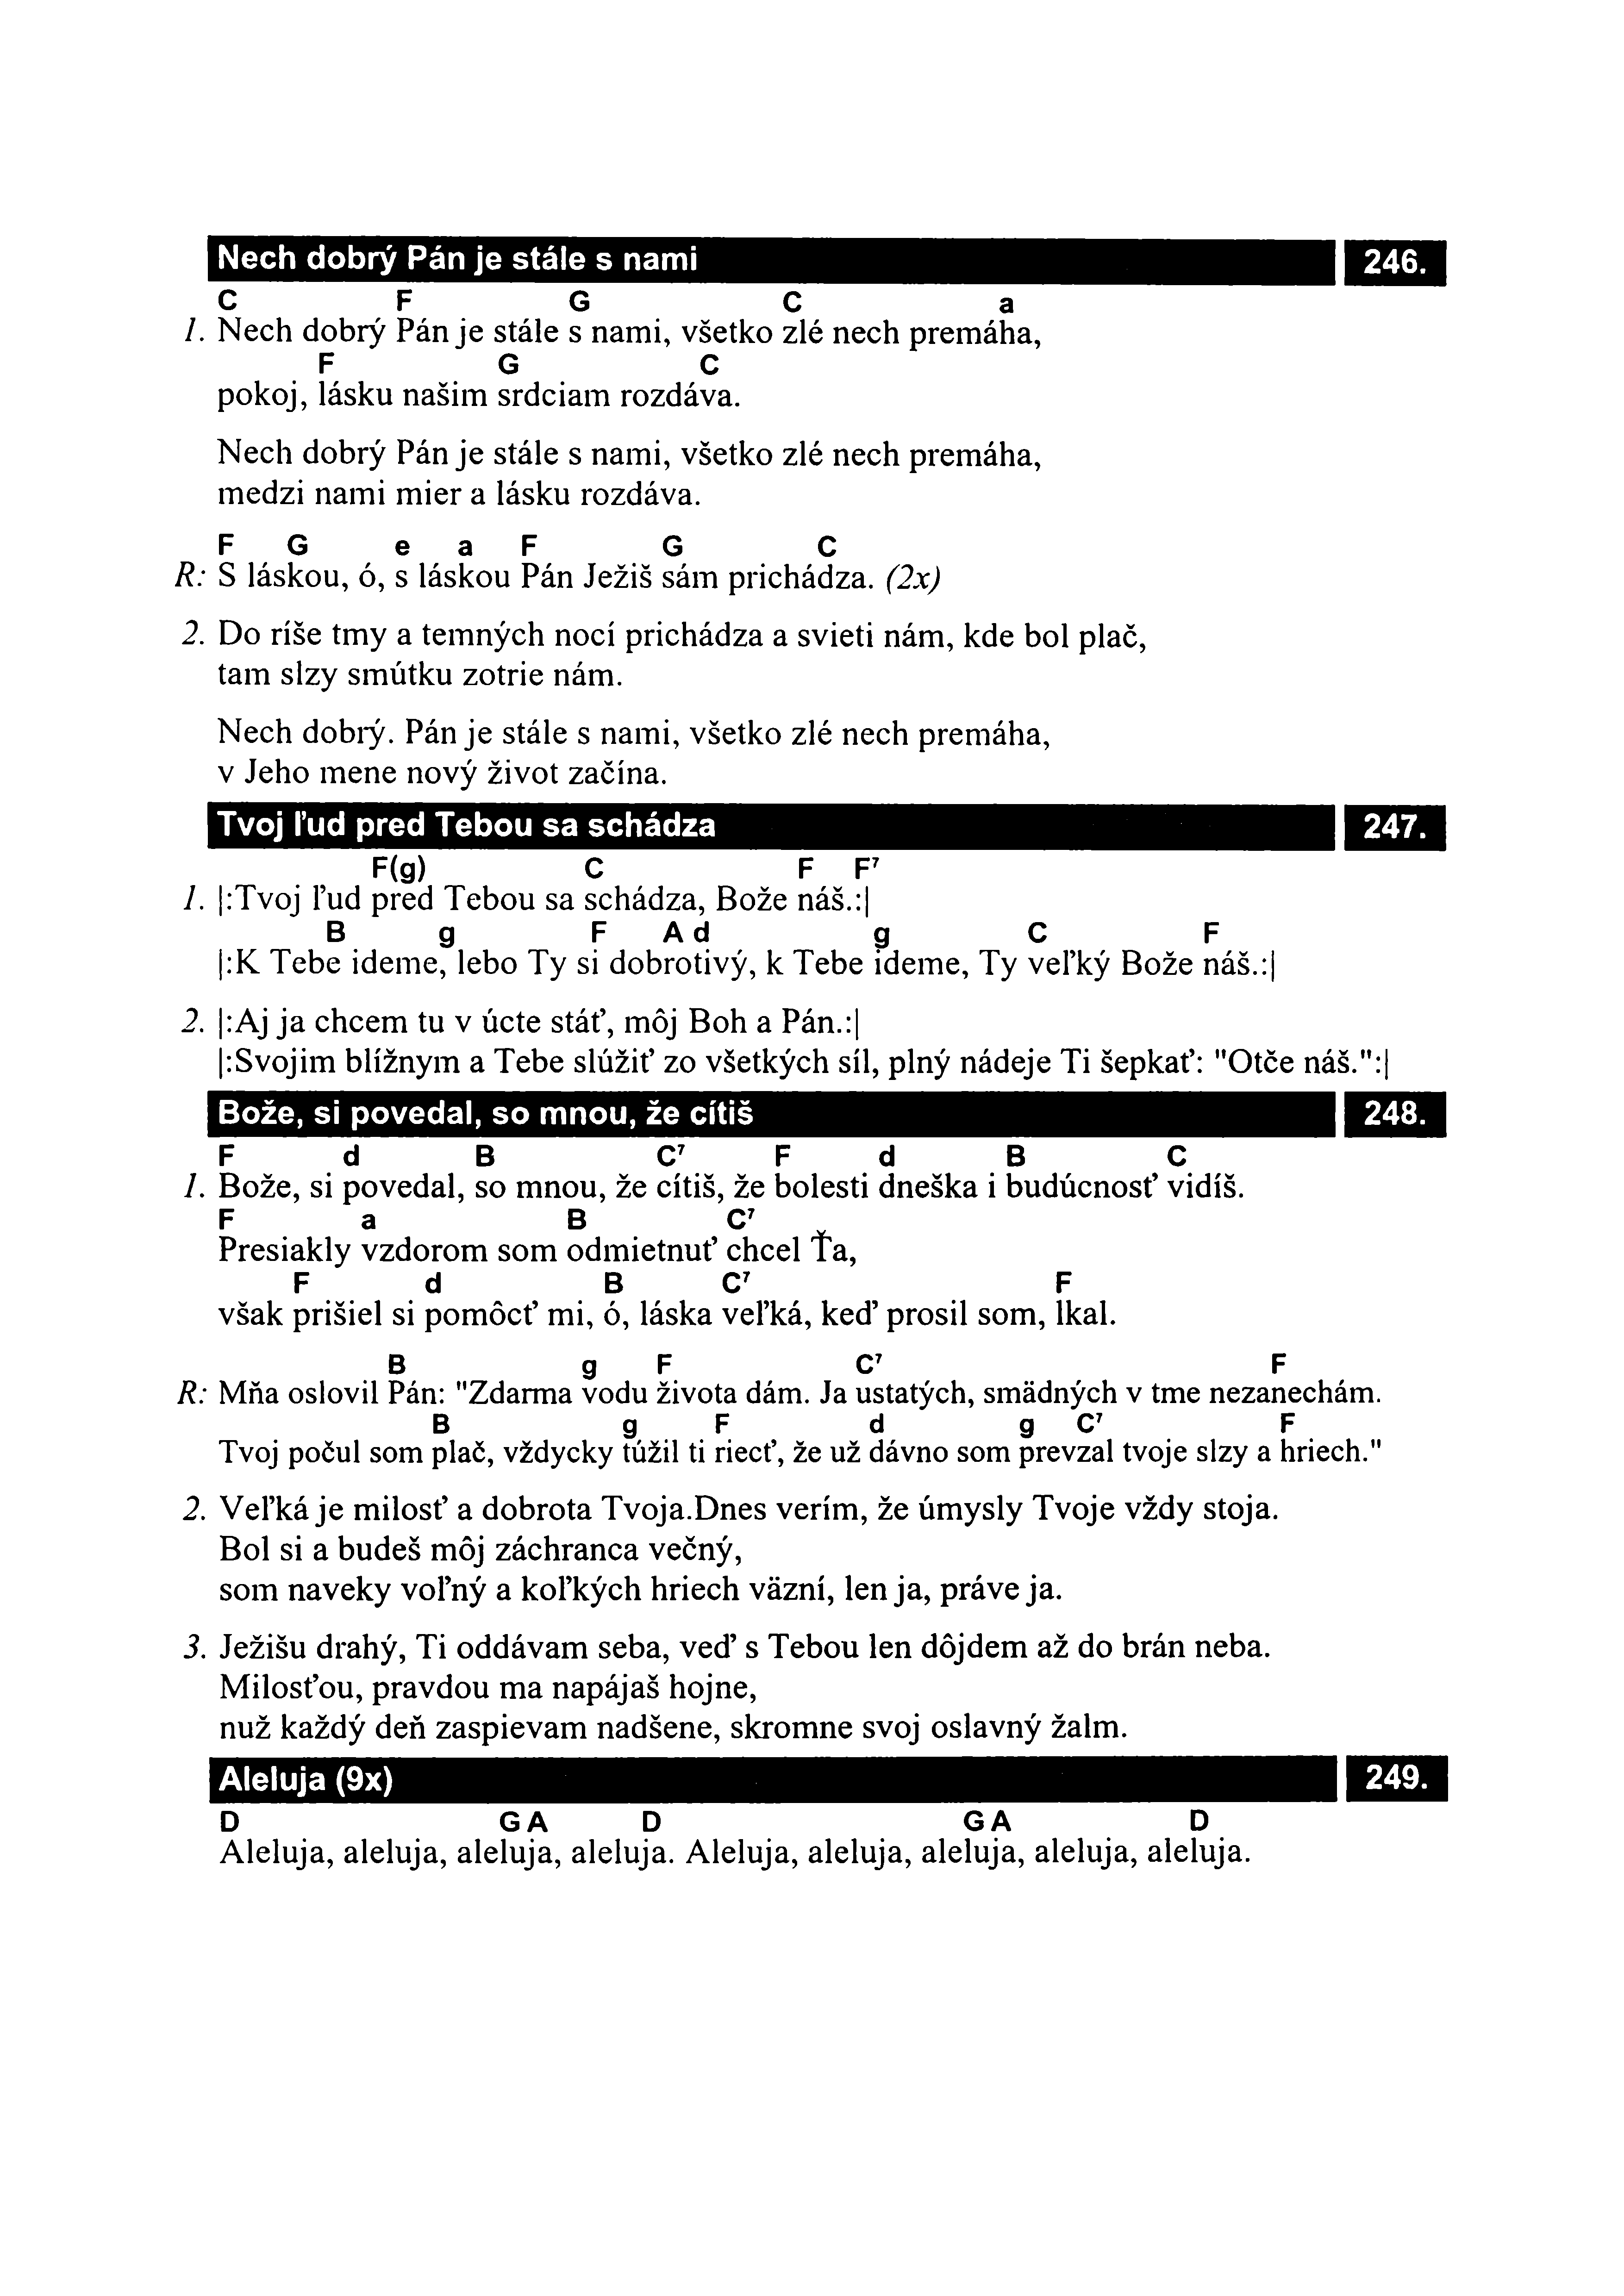 Nech dobrý Pán je stále s nami 246.
C F G C a
1. Nech dobrý Pán je stále s nami, všetko zlé nech premáha,
F G C
pokoj, lásku našim srdciam rozdáva.
Nech dobrý Pán je stále s nami, všetko zlé nech premáha,
medzi nami mier a lásku rozdáva.
F G e a F G C
R: S láskou, ó, s láskou Pán Ježiš sám prichádza. (2x)
2. Do ríše tmy a temných nocí prichádza a svieti nám, kde bol plač,
tam slzy smútku zotrie nám.
Nech dobrý. Pán je stále s nami, všetko zlé nech premáha,
v Jeho mene nový život začína.
Tvoj ľud pred Tebou sa schádza 247.
F(g) C F F⁷
1. |:Tvoj ľud pred Tebou sa schádza, Bože náš.:|
B g F A d g C F
|:K Tebe ideme, lebo Ty si dobrotivý, k Tebe ideme, Ty veľký Bože náš.:|
2. |:Aj ja chcem tu v úcte stáť, môj Boh a Pán.:|
|:Svojim blížnym a Tebe slúžiť zo všetkých síl, plný nádeje Ti šepkať: "Otče náš.":|
Bože, si povedal, so mnou, že cítiš 248.
F d B C⁷ F d B C
1. Bože, si povedal, so mnou, že cítiš, že bolesti dneška i budúcnosť vidíš.
F a B C⁷
Presiakly vzdorom som odmietnuť chcel Ťa,
F d B C⁷ F
však prišiel si pomôcť mi, ó, láska veľká, keď prosil som, lkal.
B g F C⁷ F
R: Mňa oslovil Pán: "Zdarma vodu života dám. Ja ustatých, smädných v tme nezanechám.
B g F d g C⁷ F
Tvoj počul som plač, vždycky túžil ti riecť, že už dávno som prevzal tvoje slzy a hriech."
2. Veľká je milosť a dobrota Tvoja.Dnes verím, že úmysly Tvoje vždy stoja.
Bol si a budeš môj záchranca večný,
som naveky voľný a koľkých hriech väzní, len ja, práve ja.
3. Ježišu drahý, Ti oddávam seba, veď s Tebou len dôjdem až do brán neba.
Milosťou, pravdou ma napájaš hojne,
nuž každý deň zaspievam nadšene, skromne svoj oslavný žalm.
Aleluja (9x) 249.
D G A D G A D
Aleluja, aleluja, aleluja, aleluja. Aleluja, aleluja, aleluja, aleluja, aleluja.